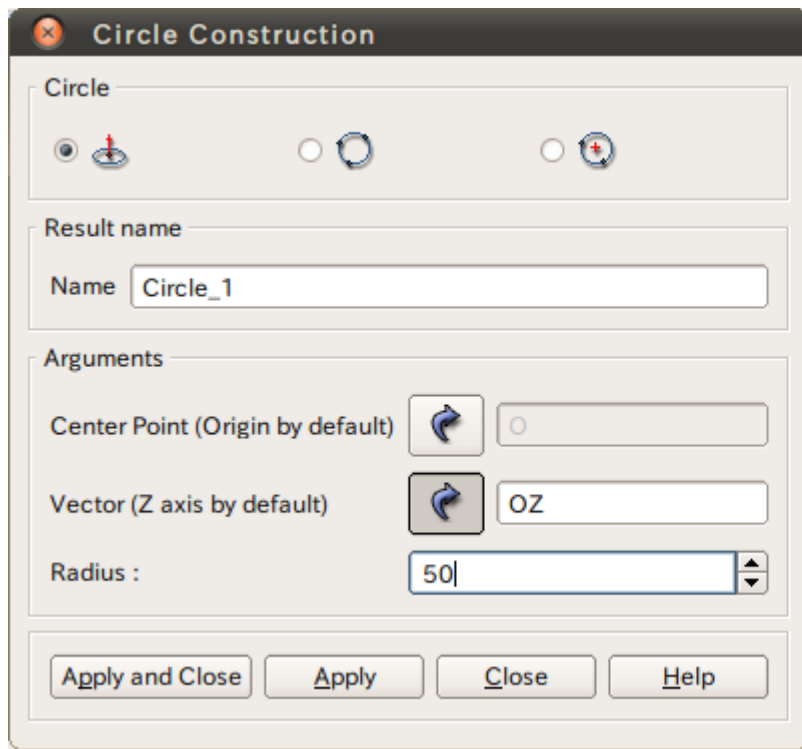 Circle Construction
Circle
Result name
Name Circle_1
Arguments
Center Point (Origin by default) O
Vector (Z axis by default) OZ
Radius : 50
Apply and Close Apply Close Help